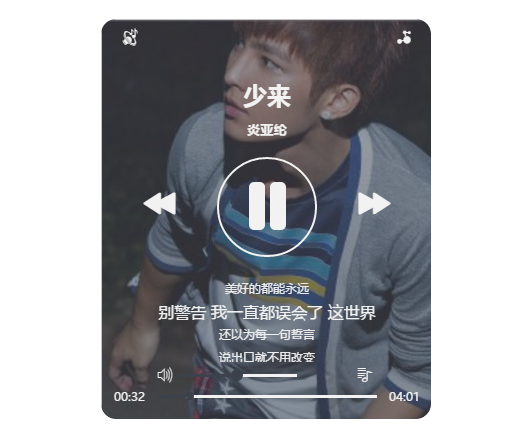 少来
炎亚纶
美好的都能永远
别警告 我一直都误会了 这世界
还以为每一句誓言
说出口就不用改变
00:32
04:01